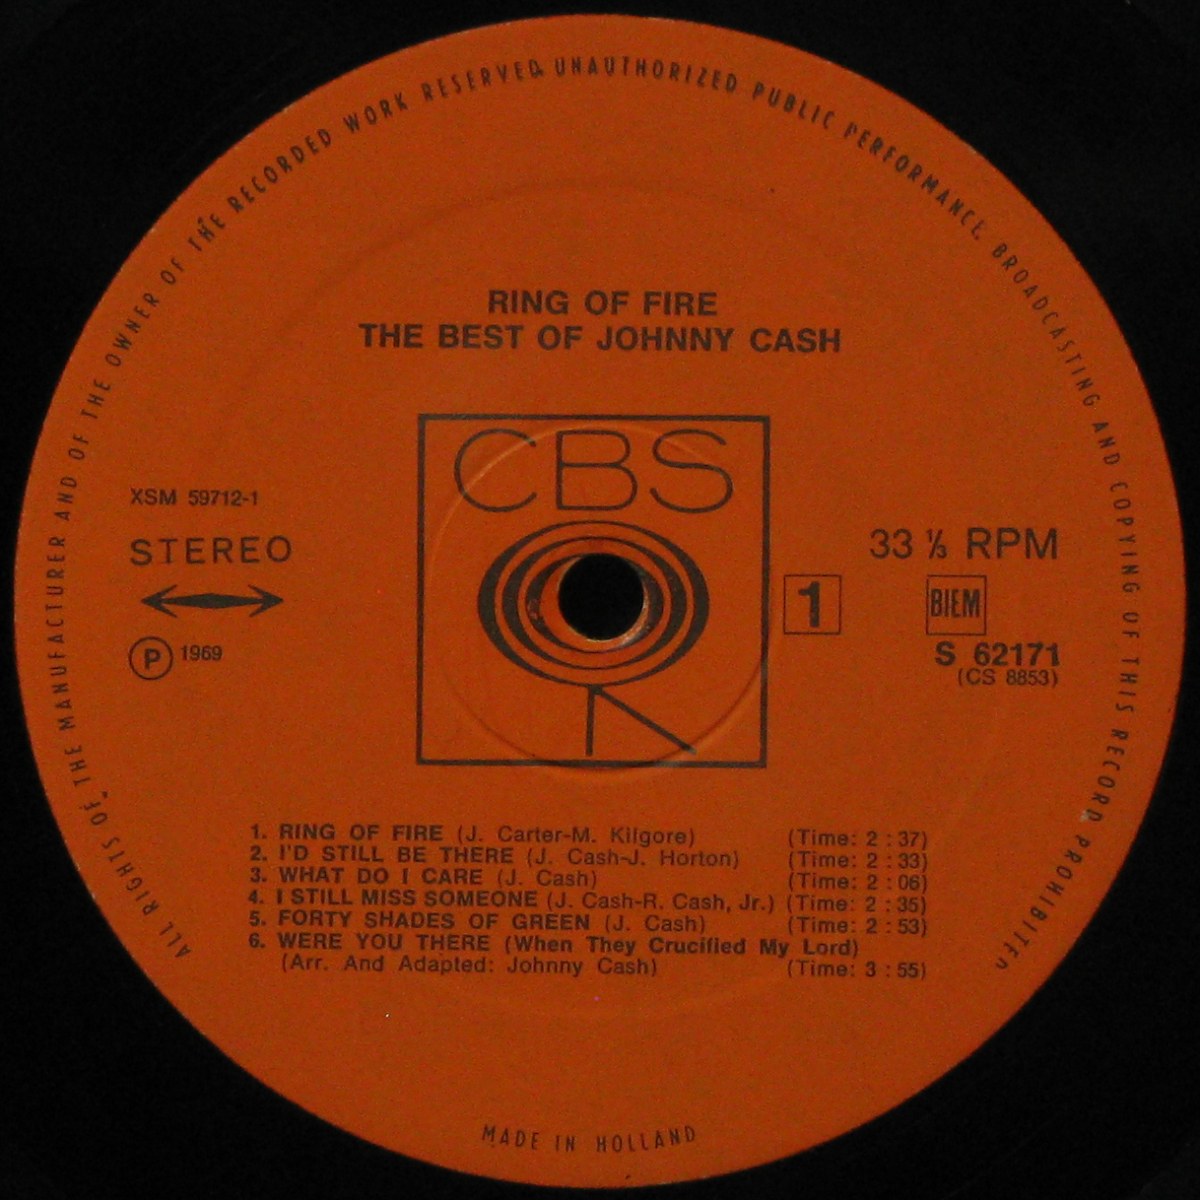 ALL RIGHTS OF THE MANUFACTURER AND OF THE OWNER OF THE RECORDED WORK RESERVED. UNAUTHORIZED PUBLIC PERFORMANCE, BROADCASTING AND COPYING OF THIS RECORD PROHIBITED
RING OF FIRE
THE BEST OF JOHNNY CASH
CBS
XSM 59712-1
STEREO
℗ 1969
33 ⅓ RPM
1
BIEM
S 62171
(CS 8853)
1. RING OF FIRE (J. Carter-M. Kilgore) (Time: 2 : 37)
2. I'D STILL BE THERE (J. Cash-J. Horton) (Time: 2 : 33)
3. WHAT DO I CARE (J. Cash) (Time: 2 : 06)
4. I STILL MISS SOMEONE (J. Cash-R. Cash, Jr.) (Time: 2 : 35)
5. FORTY SHADES OF GREEN (J. Cash) (Time: 2 : 53)
6. WERE YOU THERE (When They Crucified My Lord)
(Arr. And Adapted: Johnny Cash) (Time: 3 : 55)
MADE IN HOLLAND